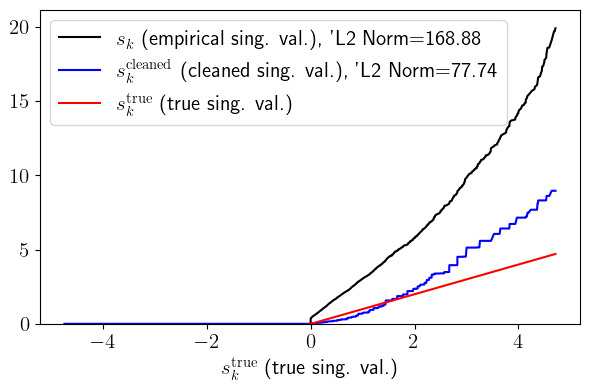 20
15
10
5
0
s_k (empirical sing. val.), 'L2 Norm=168.88
s_k^cleaned (cleaned sing. val.), 'L2 Norm=77.74
s_k^true (true sing. val.)
−4 −2 0 2 4
s_k^true (true sing. val.)